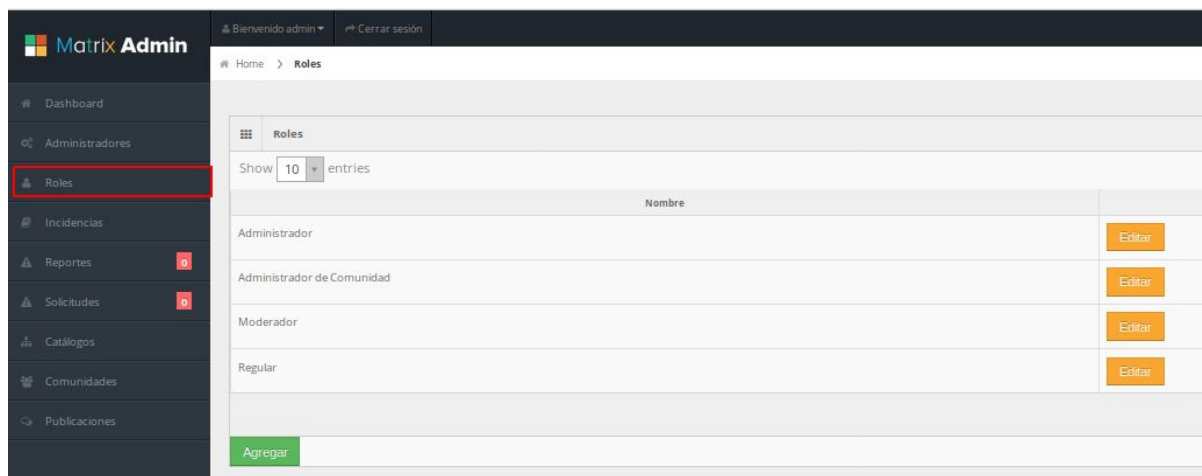 Matrix Admin
Bienvenido admin
Cerrar sesión
Home > Roles
Dashboard
Administradores
Roles
Incidencias
Reportes 0
Solicitudes 0
Catálogos
Comunidades
Publicaciones
Roles
Show 10 entries
Nombre
Administrador Editar
Administrador de Comunidad Editar
Moderador Editar
Regular Editar
Agregar